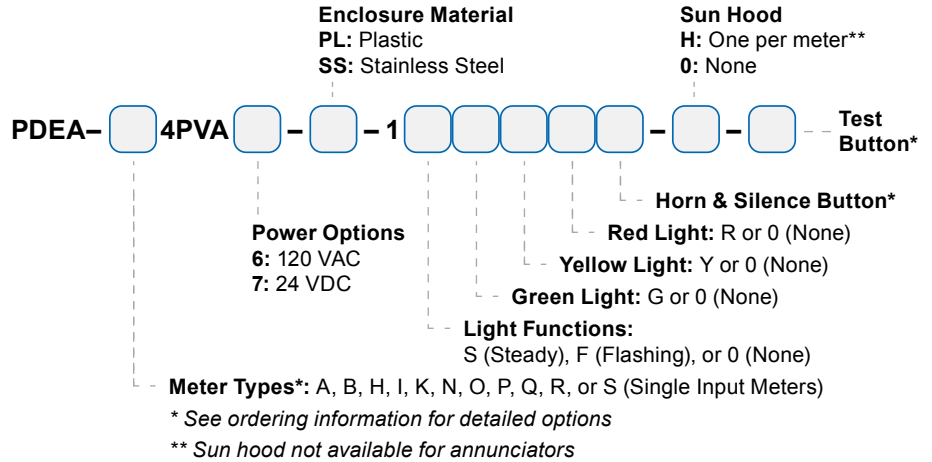 Enclosure Material
PL: Plastic
SS: Stainless Steel
Sun Hood
H: One per meter**
0: None
PDEA– 4PVA – – 1 – –
Test
Button*
Horn & Silence Button*
Red Light: R or 0 (None)
Yellow Light: Y or 0 (None)
Green Light: G or 0 (None)
Light Functions:
S (Steady), F (Flashing), or 0 (None)
Power Options
6: 120 VAC
7: 24 VDC
Meter Types*: A, B, H, I, K, N, O, P, Q, R, or S (Single Input Meters)
* See ordering information for detailed options
** Sun hood not available for annunciators